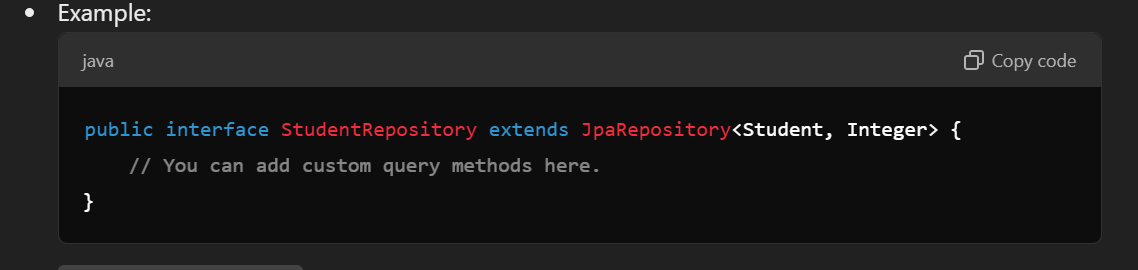 • Example:
java Copy code
public interface StudentRepository extends JpaRepository<Student, Integer> {
    // You can add custom query methods here.
}